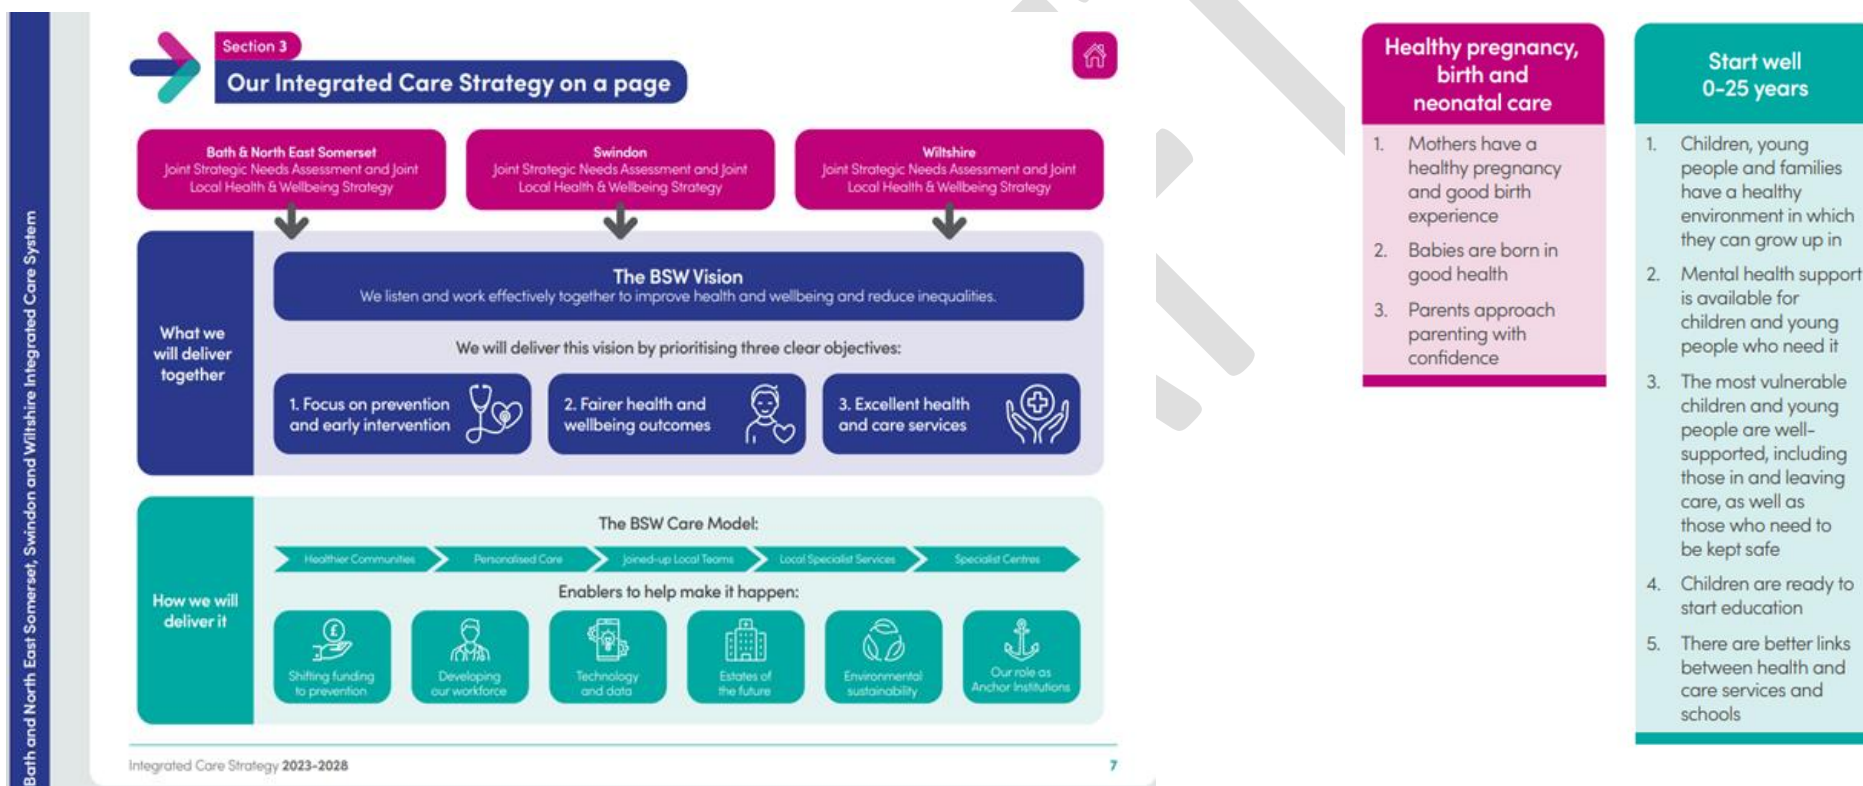 Bath and North East Somerset, Swindon and Wiltshire Integrated Care System
Section 3
Our Integrated Care Strategy on a page
Bath & North East Somerset
Joint Strategic Needs Assessment and Joint
Local Health & Wellbeing Strategy
Swindon
Joint Strategic Needs Assessment and Joint
Local Health & Wellbeing Strategy
Wiltshire
Joint Strategic Needs Assessment and Joint
Local Health & Wellbeing Strategy
What we
will deliver
together
The BSW Vision
We listen and work effectively together to improve health and wellbeing and reduce inequalities.
We will deliver this vision by prioritising three clear objectives:
1. Focus on prevention
and early intervention
2. Fairer health and
wellbeing outcomes
3. Excellent health
and care services
How we will
deliver it
The BSW Care Model:
Healthier Communities
Personalised Care
Joined-up Local Teams
Local Specialist Services
Specialist Centres
Enablers to help make it happen:
£
Shifting funding
to prevention
Developing
our workforce
Technology
and data
Estates of
the future
Environmental
sustainability
Our role as
Anchor Institutions
Integrated Care Strategy 2023-2028
7
Healthy pregnancy,
birth and
neonatal care
1. Mothers have a
healthy pregnancy
and good birth
experience
2. Babies are born in
good health
3. Parents approach
parenting with
confidence
Start well
0-25 years
1. Children, young
people and families
have a healthy
environment in which
they can grow up in
2. Mental health support
is available for
children and young
people who need it
3. The most vulnerable
children and young
people are well-
supported, including
those in and leaving
care, as well as
those who need to
be kept safe
4. Children are ready to
start education
5. There are better links
between health and
care services and
schools